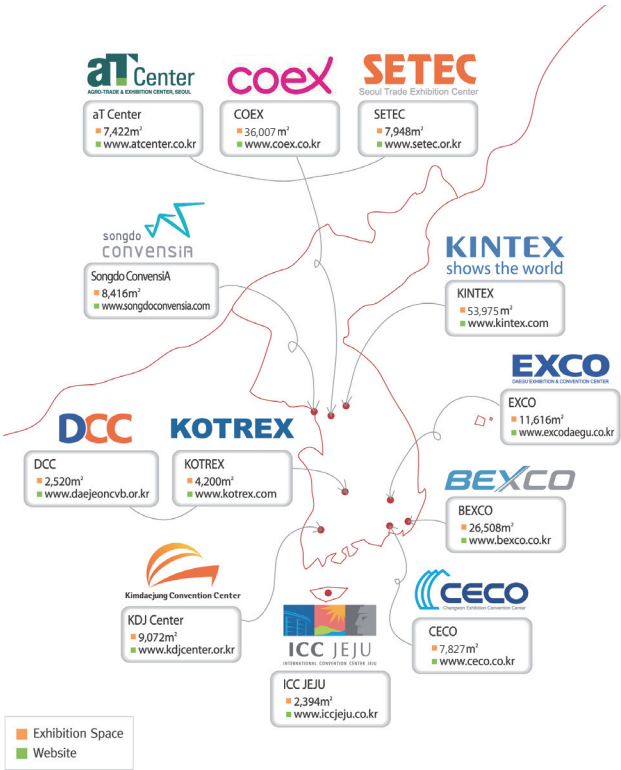 aT Center
AGRO-TRADE & EXHIBITION CENTER, SEOUL
aT Center
7,422m²
www.atcenter.co.kr
coex
COEX
36,007m²
www.coex.co.kr
SETEC
Seoul Trade Exhibition Center
SETEC
7,948m²
www.setec.or.kr
songdo
convensiA
Songdo ConvensiA
8,416m²
www.songdoconvensia.com
KINTEX
shows the world
KINTEX
53,975m²
www.kintex.com
EXCO
DAEGU EXHIBITION & CONVENTION CENTER
EXCO
11,616m²
www.excodaegu.co.kr
DCC
DCC
2,520m²
www.daejeoncvb.or.kr
KOTREX
KOTREX
4,200m²
www.kotrex.com
BEXCO
BEXCO
26,508m²
www.bexco.co.kr
Kimdaejung Convention Center
KDJ Center
9,072m²
www.kdjcenter.or.kr
ICC JEJU
INTERNATIONAL CONVENTION CENTER JEJU
ICC JEJU
2,394m²
www.iccjeju.co.kr
CECO
Changwon Exhibition Convention Center
CECO
7,827m²
www.ceco.co.kr
Exhibition Space
Website